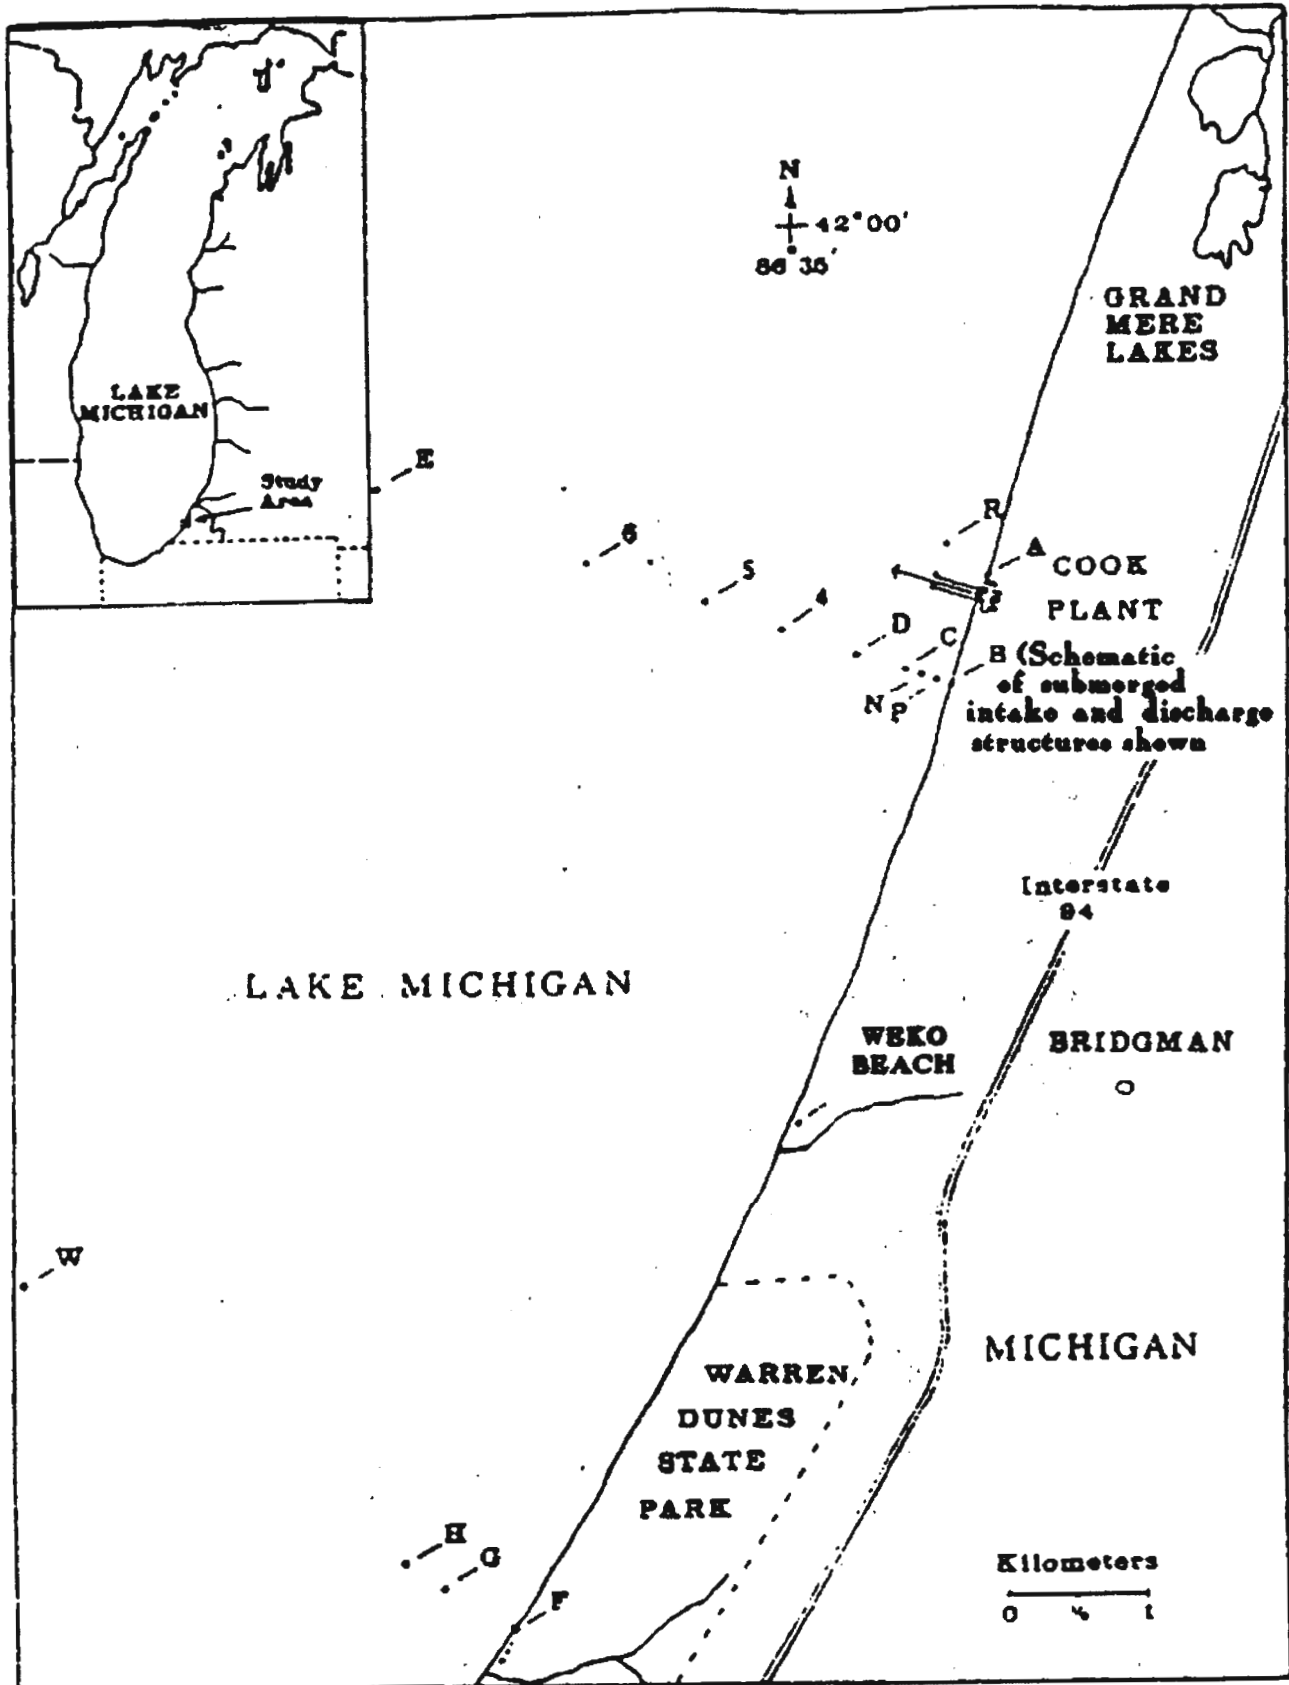 N
42°00'
86°35'
GRAND
MERE
LAKES
LAKE
MICHIGAN
Study
Area
E
R
6
A
COOK
5
4
PLANT
D
C
B (Schematic
of submerged
N
P
intake and discharge
structures shown
Interstate
94
LAKE MICHIGAN
WEKO
BEACH
BRIDGMAN
W
MICHIGAN
WARREN
DUNES
STATE
PARK
H
G
F
Kilometers
0 ½ 1